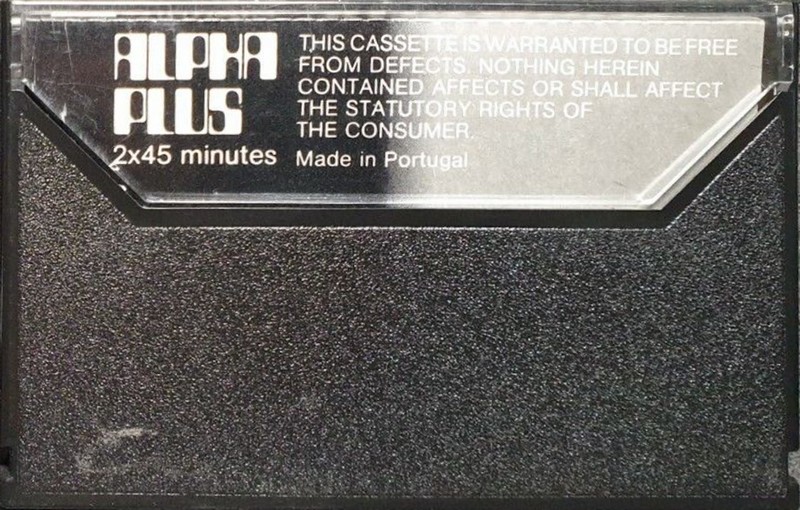 ALPHA
PLUS
2x45 minutes
THIS CASSETTE IS WARRANTED TO BE FREE
FROM DEFECTS. NOTHING HEREIN
CONTAINED AFFECTS OR SHALL AFFECT
THE STATUTORY RIGHTS OF
THE CONSUMER.
Made in Portugal